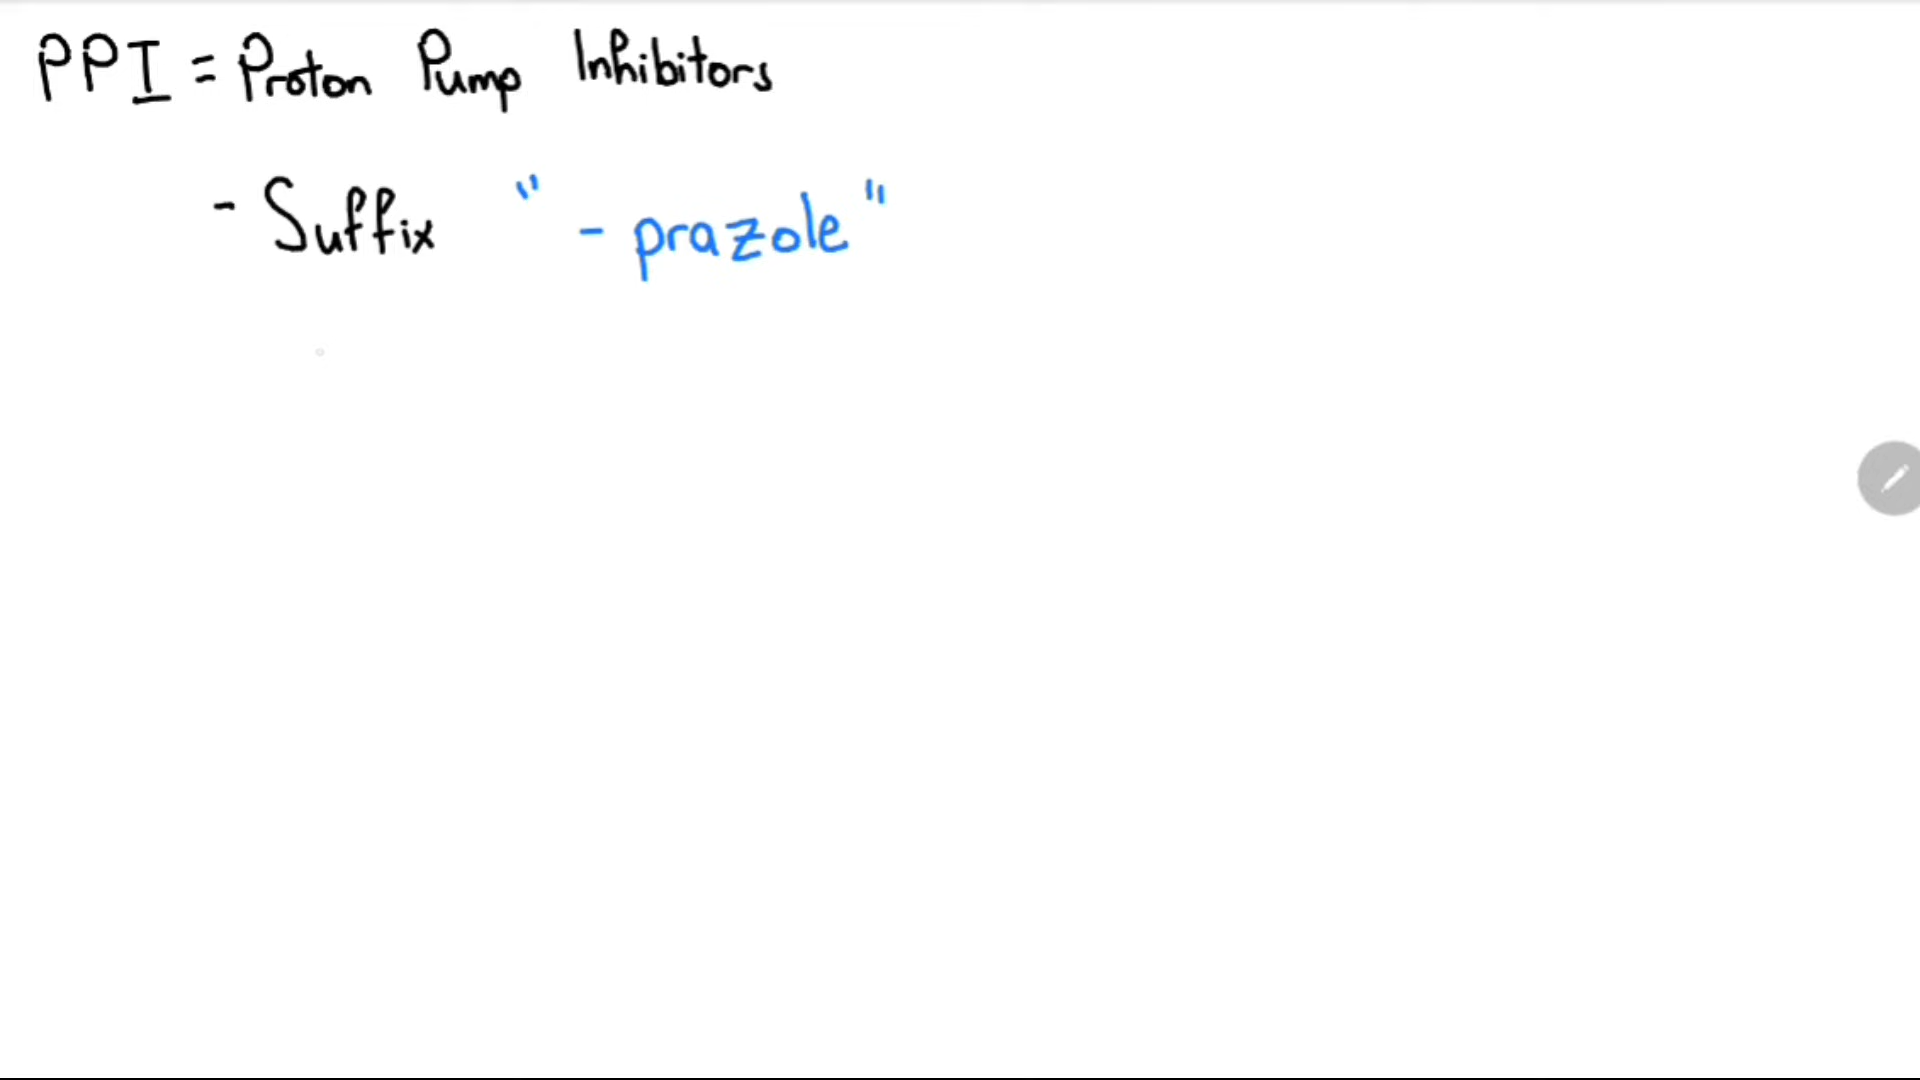 PPI = Proton Pump Inhibitors
- Suffix " - prazole "